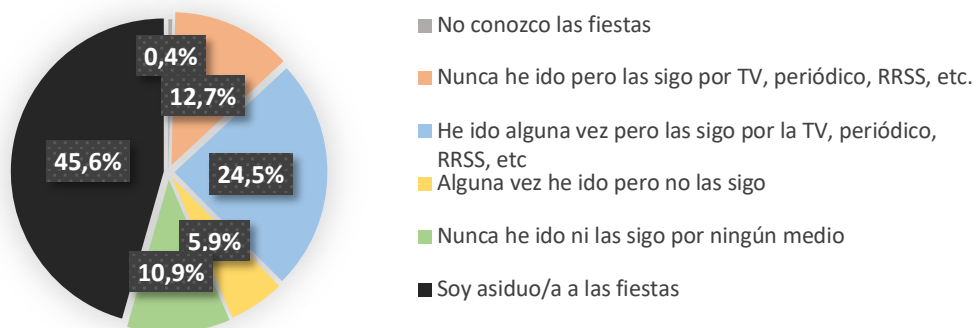 0,4%
12,7%
45,6%
24,5%
5,9%
10,9%
No conozco las fiestas
Nunca he ido pero las sigo por TV, periódico, RRSS, etc.
He ido alguna vez pero las sigo por la TV, periódico,
RRSS, etc
Alguna vez he ido pero no las sigo
Nunca he ido ni las sigo por ningún medio
Soy asiduo/a a las fiestas